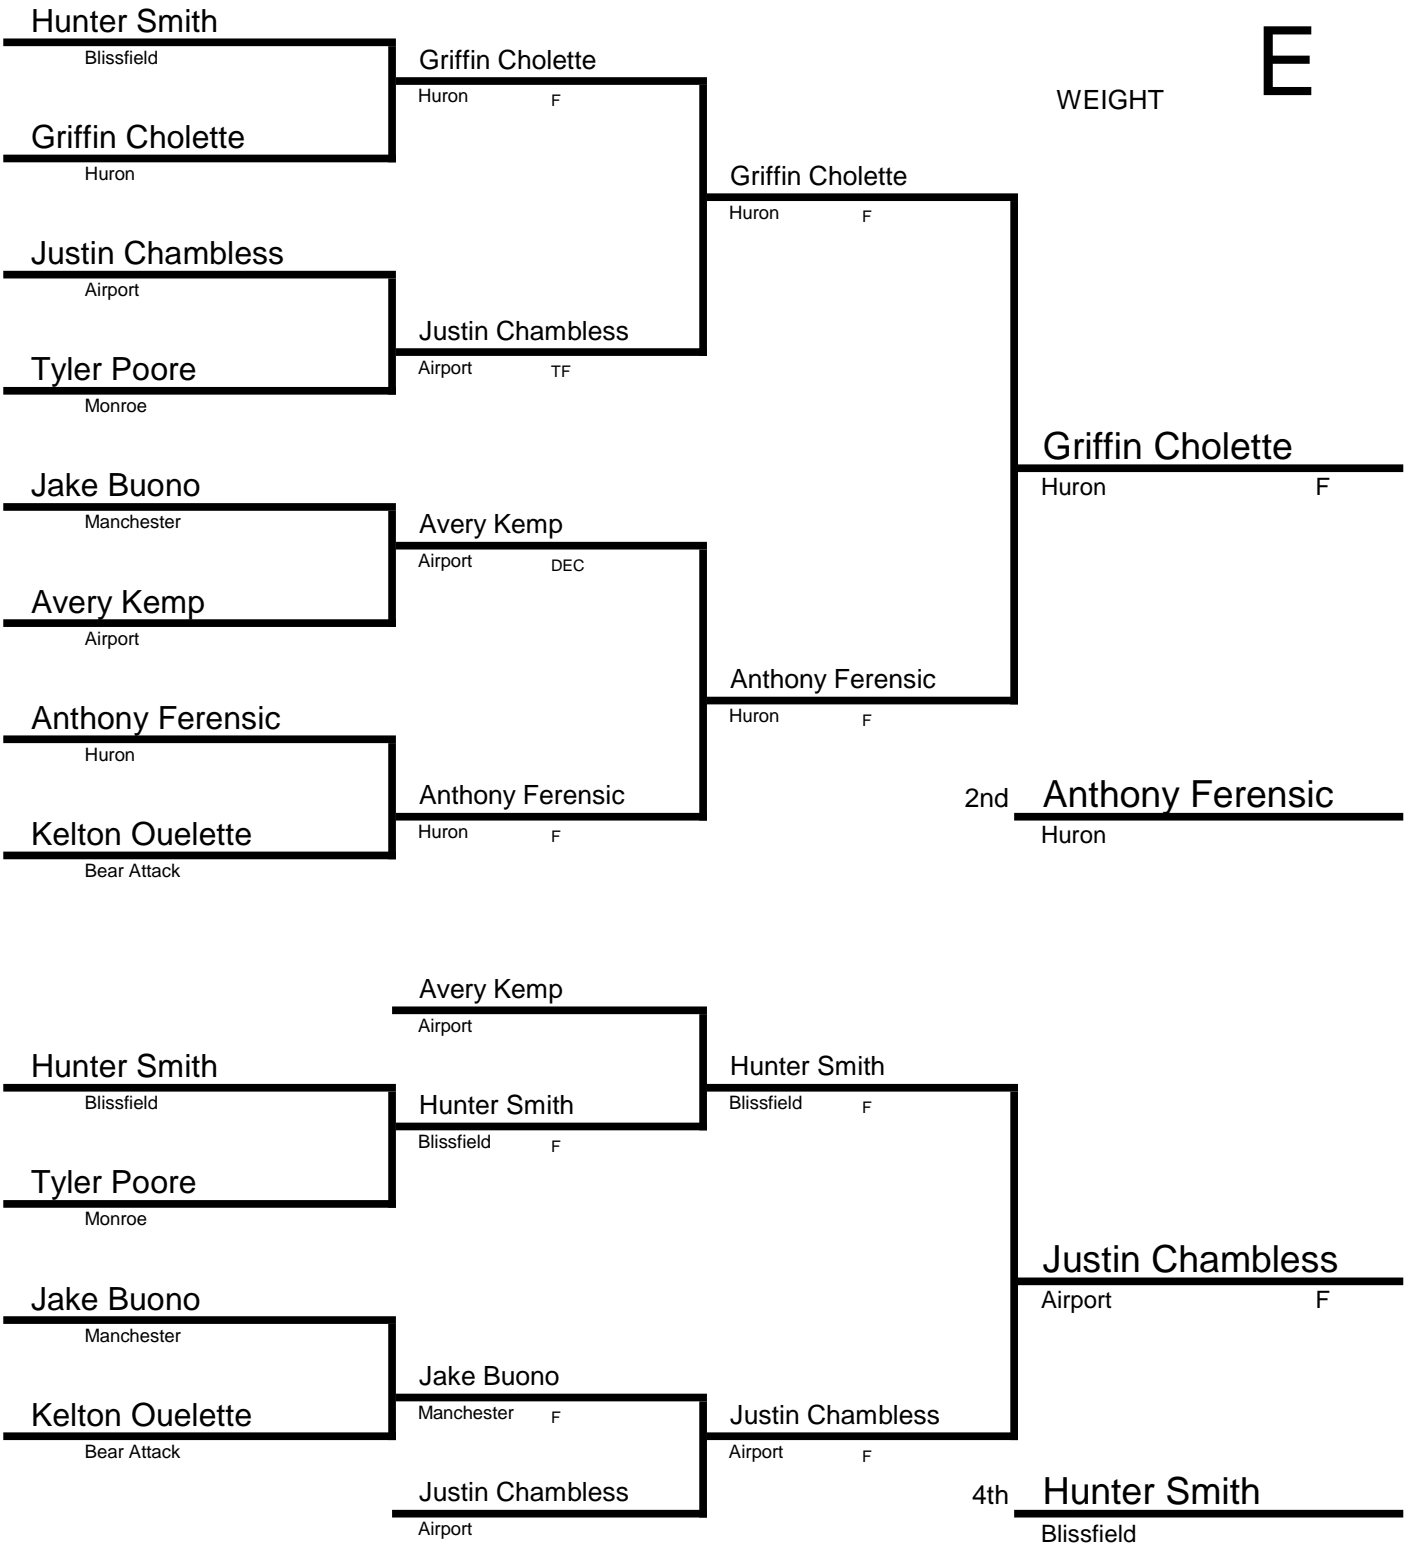 Hunter Smith
Blissfield
Griffin Cholette
Huron F
E
WEIGHT
Griffin Cholette
Huron
Griffin Cholette
Huron F
Justin Chambless
Airport
Justin Chambless
Airport TF
Tyler Poore
Monroe
Griffin Cholette
Huron F
Jake Buono
Manchester
Avery Kemp
Airport DEC
Avery Kemp
Airport
Anthony Ferensic
Huron F
Anthony Ferensic
Huron
Anthony Ferensic
Huron F
2nd Anthony Ferensic
Huron
Kelton Ouelette
Bear Attack
Avery Kemp
Airport
Hunter Smith
Blissfield
Hunter Smith
Blissfield F
Hunter Smith
Blissfield F
Tyler Poore
Monroe
Justin Chambless
Airport F
Jake Buono
Manchester
Jake Buono
Manchester F
Kelton Ouelette
Bear Attack
Justin Chambless
Airport F
Justin Chambless
Airport
4th Hunter Smith
Blissfield